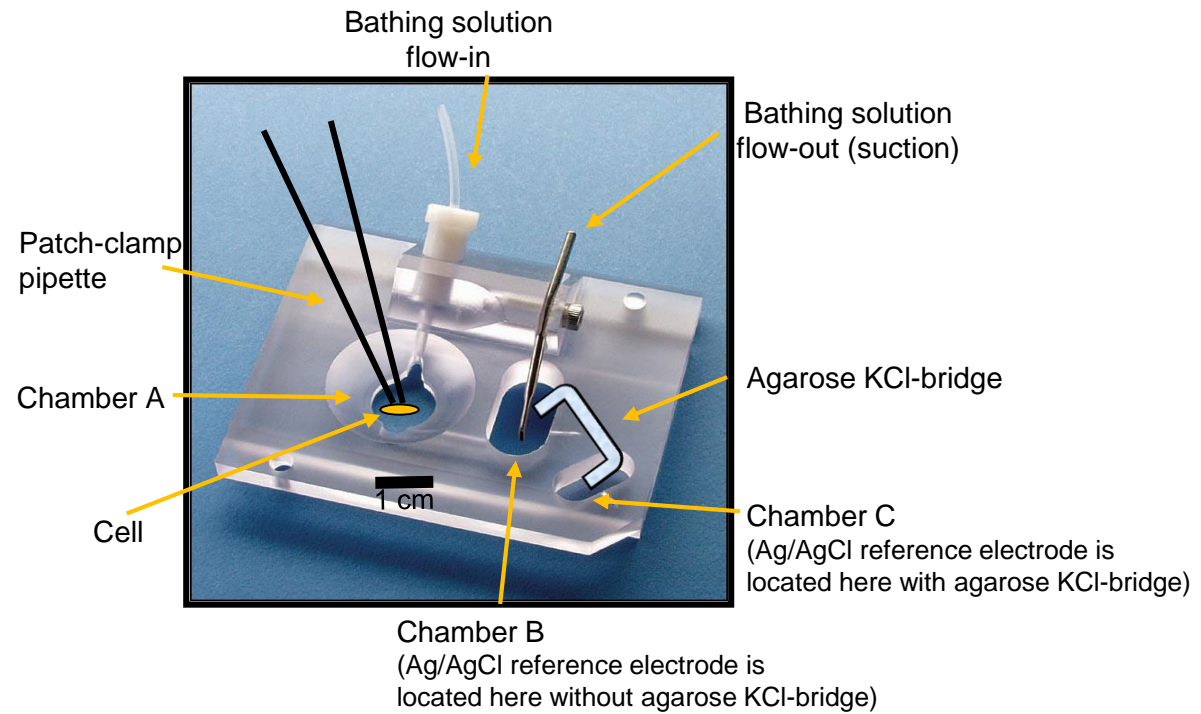 Bathing solution
flow-in
Bathing solution
flow-out (suction)
Patch-clamp
pipette
Chamber A
Agarose KCl-bridge
1 cm
Cell
Chamber C
(Ag/AgCl reference electrode is
located here with agarose KCl-bridge)
Chamber B
(Ag/AgCl reference electrode is
located here without agarose KCl-bridge)